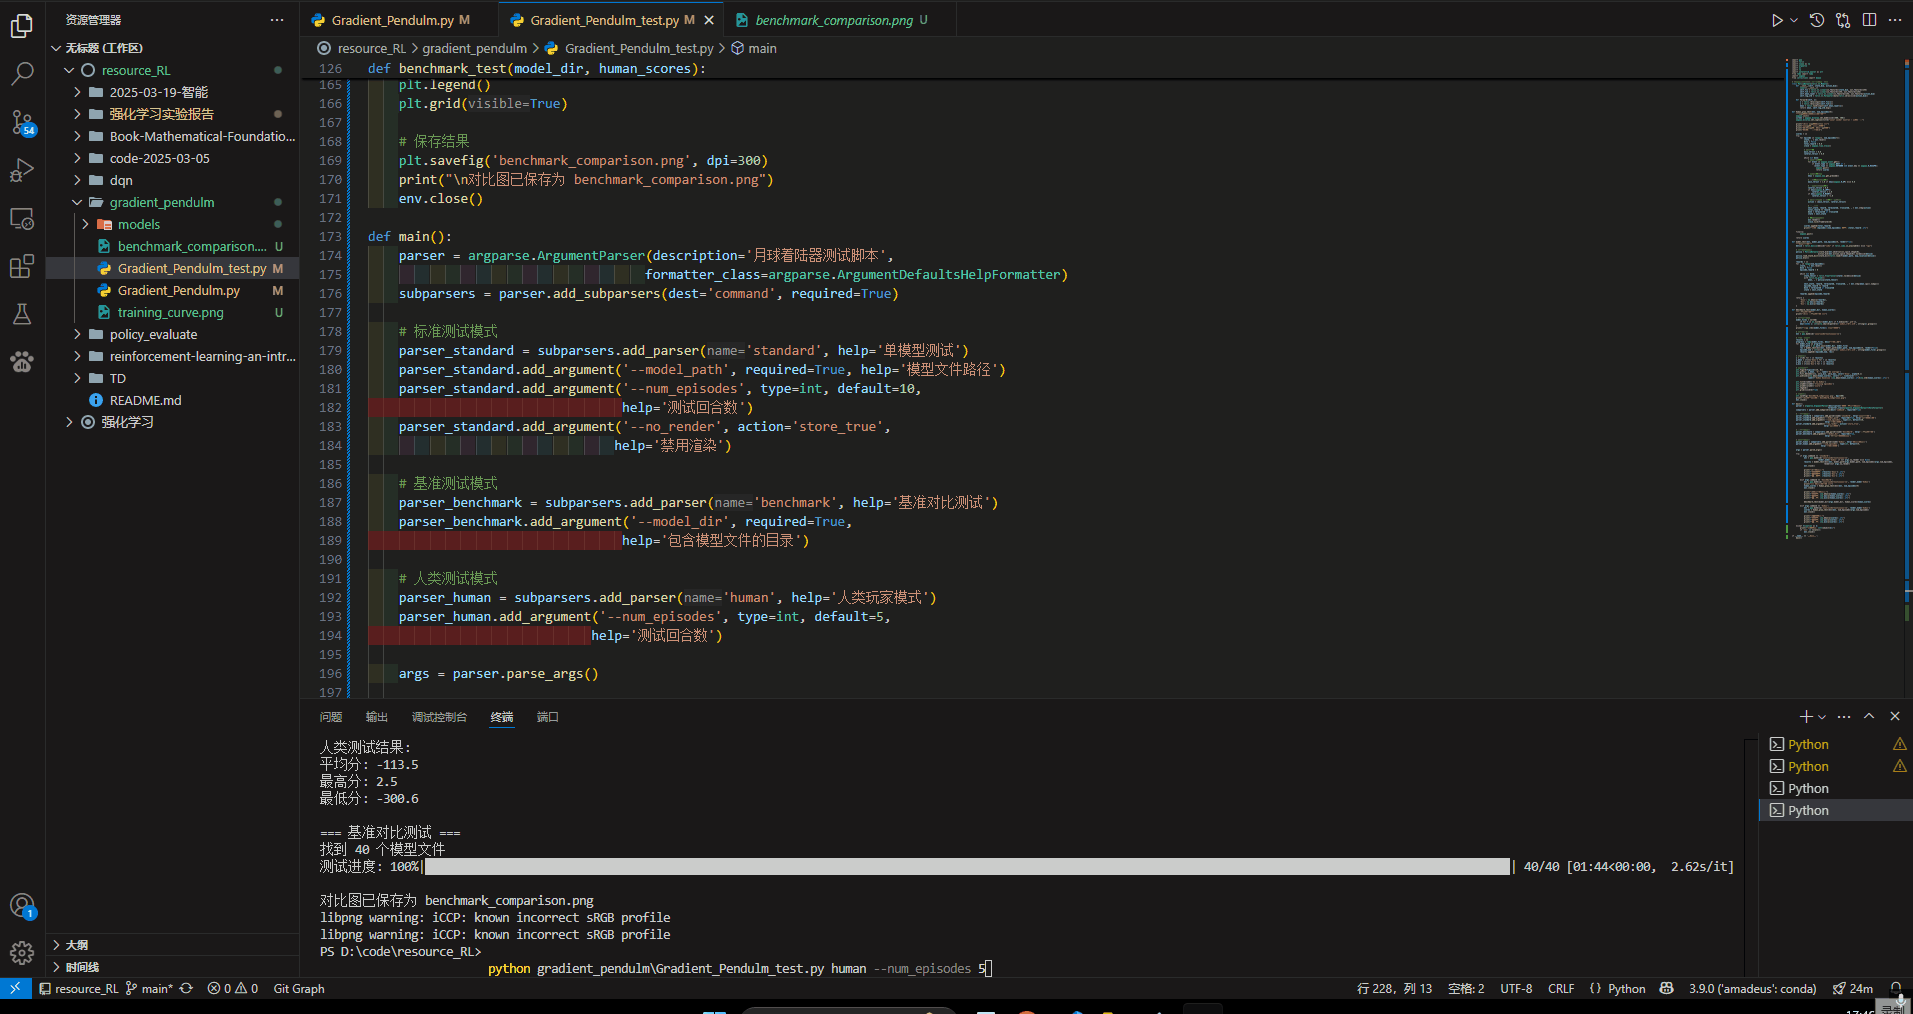 资源管理器
无标题 (工作区)
resource_RL
2025-03-19-智能
强化学习实验报告
Book-Mathematical-Foundatio...
code-2025-03-05
dqn
gradient_pendulm
models
benchmark_comparison.... U
Gradient_Pendulm_test.py M
Gradient_Pendulm.py M
training_curve.png U
policy_evaluate
reinforcement-learning-an-intr...
TD
README.md
强化学习
大纲
时间线
54
1
Gradient_Pendulm.py M
Gradient_Pendulm_test.py M
benchmark_comparison.png U
resource_RL > gradient_pendulm > Gradient_Pendulm_test.py > main
126 def benchmark_test(model_dir, human_scores):
165 plt.legend()
166 plt.grid(visible=True)
167
168 # 保存结果
169 plt.savefig('benchmark_comparison.png', dpi=300)
170 print("\n对比图已保存为 benchmark_comparison.png")
171 env.close()
172
173 def main():
174 parser = argparse.ArgumentParser(description='月球着陆器测试脚本',
175 formatter_class=argparse.ArgumentDefaultsHelpFormatter)
176 subparsers = parser.add_subparsers(dest='command', required=True)
177
178 # 标准测试模式
179 parser_standard = subparsers.add_parser(name='standard', help='单模型测试')
180 parser_standard.add_argument('--model_path', required=True, help='模型文件路径')
181 parser_standard.add_argument('--num_episodes', type=int, default=10,
182 help='测试回合数')
183 parser_standard.add_argument('--no_render', action='store_true',
184 help='禁用渲染')
185
186 # 基准测试模式
187 parser_benchmark = subparsers.add_parser(name='benchmark', help='基准对比测试')
188 parser_benchmark.add_argument('--model_dir', required=True,
189 help='包含模型文件的目录')
190
191 # 人类测试模式
192 parser_human = subparsers.add_parser(name='human', help='人类玩家模式')
193 parser_human.add_argument('--num_episodes', type=int, default=5,
194 help='测试回合数')
195
196 args = parser.parse_args()
197
问题 输出 调试控制台 终端 端口
人类测试结果:
平均分: -113.5
最高分: 2.5
最低分: -300.6
=== 基准对比测试 ===
找到 40 个模型文件
测试进度: 100%| | 40/40 [01:44<00:00, 2.62s/it]
对比图已保存为 benchmark_comparison.png
libpng warning: iCCP: known incorrect sRGB profile
libpng warning: iCCP: known incorrect sRGB profile
PS D:\code\resource_RL>
python gradient_pendulm\Gradient_Pendulm_test.py human --num_episodes 5
Python
Python
Python
Python
resource_RL main* 0 0 Git Graph
行 228, 列 13 空格: 2 UTF-8 CRLF {} Python 3.9.0 ('amadeus': conda) 24m